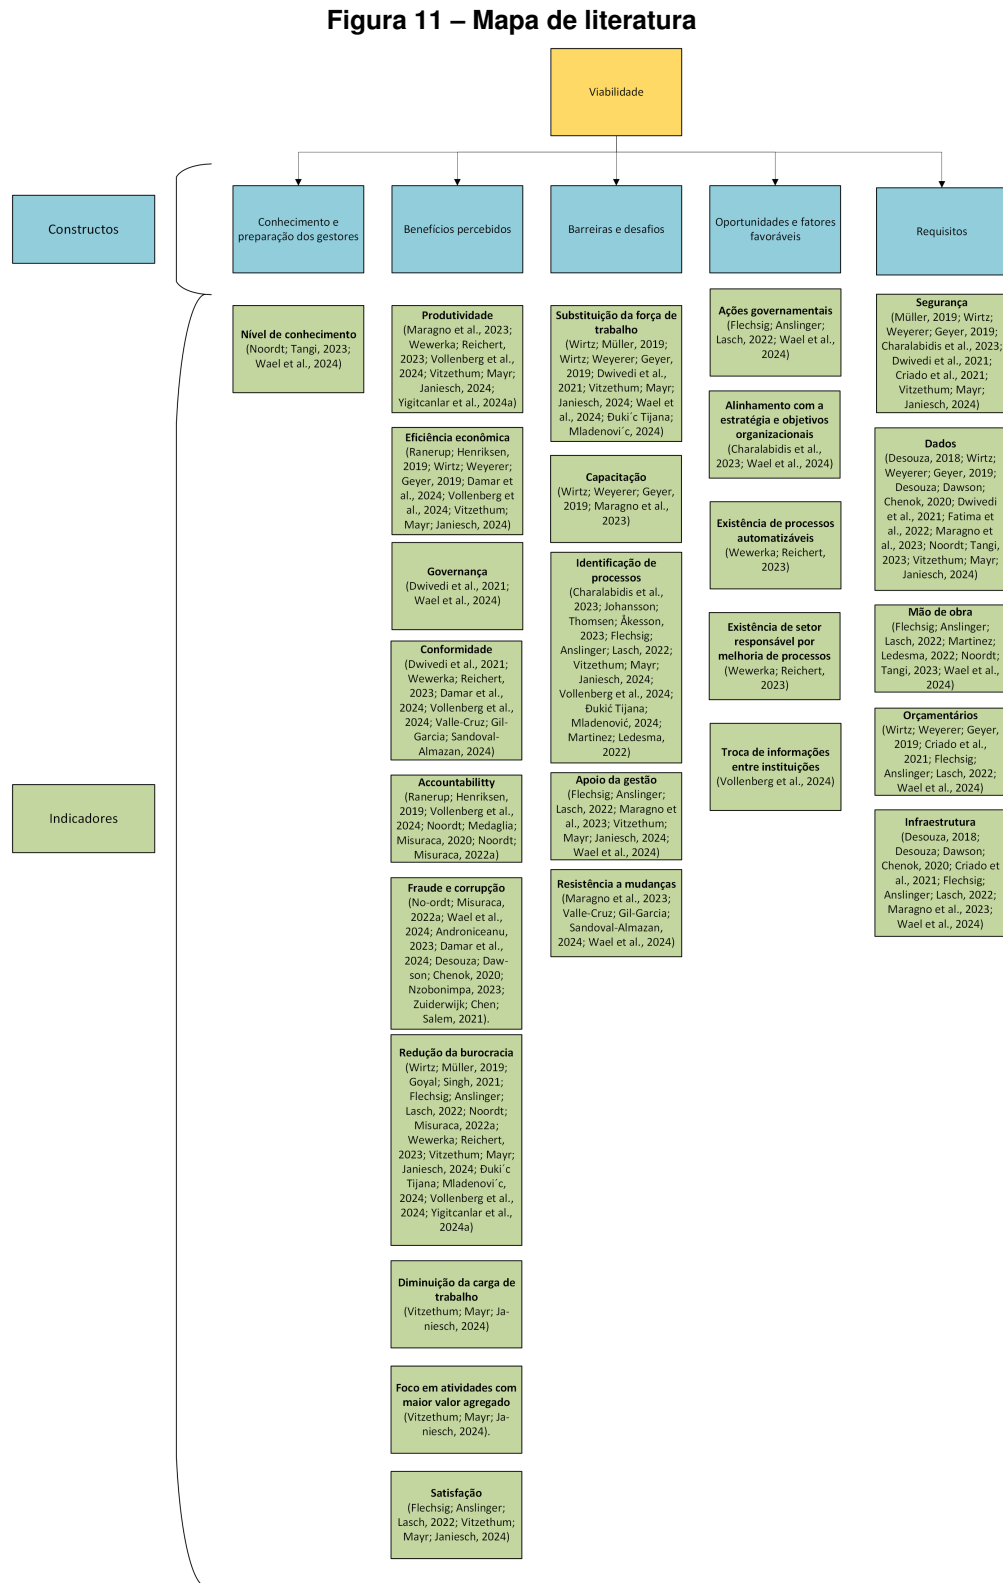 Figura 11 – Mapa de literatura
Viabilidade
Constructos
Conhecimento e
preparação dos gestores
Benefícios percebidos
Barreiras e desafios
Oportunidades e fatores
favoráveis
Requisitos
Indicadores
Nível de conhecimento
(Noordt; Tangi, 2023;
Wael et al., 2024)
Produtividade
(Maragno et al., 2023;
Wewerka; Reichert,
2023; Vollenberg et al.,
2024; Vitzethum; Mayr;
Janiesch, 2024;
Yigitcanlar et al., 2024a)
Eficiência econômica
(Ranerup; Henriksen,
2019; Wirtz; Weyerer;
Geyer, 2019; Damar et
al., 2024; Vollenberg et
al., 2024; Vitzethum;
Mayr; Janiesch, 2024)
Governança
(Dwivedi et al., 2021;
Wael et al., 2024)
Conformidade
(Dwivedi et al., 2021;
Wewerka; Reichert,
2023; Damar et al.,
2024; Vollenberg et al.,
2024; Valle-Cruz; Gil-
Garcia; Sandoval-
Almazan, 2024)
Accountabilitty
(Ranerup; Henriksen,
2019; Vollenberg et al.,
2024; Noordt; Medaglia;
Misuraca, 2020; Noordt;
Misuraca, 2022a)
Fraude e corrupção
(No-ordt; Misuraca,
2022a; Wael et al.,
2024; Androniceanu,
2023; Damar et al.,
2024; Desouza; Daw-
son; Chenok, 2020;
Nzobonimpa, 2023;
Zuiderwijk; Chen;
Salem, 2021).
Redução da burocracia
(Wirtz; Müller, 2019;
Goyal; Singh, 2021;
Flechsig; Anslinger;
Lasch, 2022; Noordt;
Misuraca, 2022a;
Wewerka; Reichert,
2023; Vitzethum; Mayr;
Janiesch, 2024; Đuki´c
Tijana; Mladenovi´c,
2024; Vollenberg et al.,
2024; Yigitcanlar et al.,
2024a)
Diminuição da carga de
trabalho
(Vitzethum; Mayr; Ja-
niesch, 2024)
Foco em atividades com
maior valor agregado
(Vitzethum; Mayr; Ja-
niesch, 2024).
Satisfação
(Flechsig; Anslinger;
Lasch, 2022; Vitzethum;
Mayr; Janiesch, 2024)
Substituição da força de
trabalho
(Wirtz; Müller, 2019;
Wirtz; Weyerer; Geyer,
2019; Dwivedi et al.,
2021; Vitzethum; Mayr;
Janiesch, 2024; Wael et
al., 2024; Đuki´c Tijana;
Mladenovi´c, 2024)
Capacitação
(Wirtz; Weyerer; Geyer,
2019; Maragno et al.,
2023)
Identificação de
processos
(Charalabidis et al.,
2023; Johansson;
Thomsen; Åkesson,
2023; Flechsig;
Anslinger; Lasch, 2022;
Vitzethum; Mayr;
Janiesch, 2024;
Vollenberg et al., 2024;
Đukić Tijana;
Mladenović, 2024;
Martinez; Ledesma,
2022)
Apoio da gestão
(Flechsig; Anslinger;
Lasch, 2022; Maragno et
al., 2023; Vitzethum;
Mayr; Janiesch, 2024;
Wael et al., 2024)
Resistência a mudanças
(Maragno et al., 2023;
Valle-Cruz; Gil-Garcia;
Sandoval-Almazan,
2024; Wael et al., 2024)
Ações governamentais
(Flechsig; Anslinger;
Lasch, 2022; Wael et al.,
2024)
Alinhamento com a
estratégia e objetivos
organizacionais
(Charalabidis et al.,
2023; Wael et al., 2024)
Existência de processos
automatizáveis
(Wewerka; Reichert,
2023)
Existência de setor
responsável por
melhoria de processos
(Wewerka; Reichert,
2023)
Troca de informações
entre instituições
(Vollenberg et al., 2024)
Segurança
(Müller, 2019; Wirtz;
Weyerer; Geyer, 2019;
Charalabidis et al., 2023;
Dwivedi et al., 2021;
Criado et al., 2021;
Vitzethum; Mayr;
Janiesch, 2024)
Dados
(Desouza, 2018; Wirtz;
Weyerer; Geyer, 2019;
Desouza; Dawson;
Chenok, 2020; Dwivedi
et al., 2021; Fatima et
al., 2022; Maragno et
al., 2023; Noordt; Tangi,
2023; Vitzethum; Mayr;
Janiesch, 2024)
Mão de obra
(Flechsig; Anslinger;
Lasch, 2022; Martinez;
Ledesma, 2022; Noordt;
Tangi, 2023; Wael et al.,
2024)
Orçamentários
(Wirtz; Weyerer; Geyer,
2019; Criado et al.,
2021; Flechsig;
Anslinger; Lasch, 2022;
Wael et al., 2024)
Infraestrutura
(Desouza, 2018;
Desouza; Dawson;
Chenok, 2020; Criado et
al., 2021; Flechsig;
Anslinger; Lasch, 2022;
Maragno et al., 2023;
Wael et al., 2024)